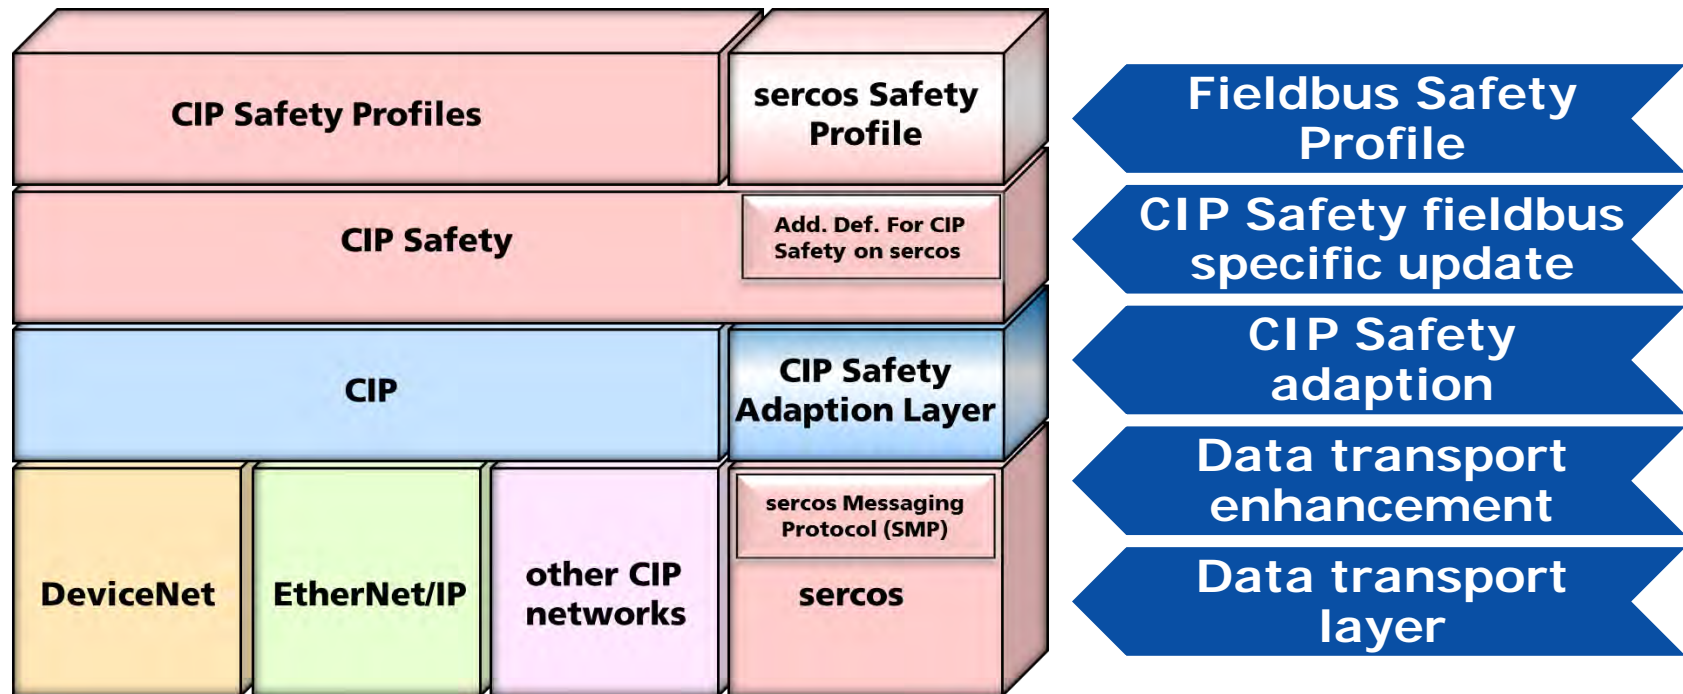 CIP Safety Profiles
sercos Safety
Profile
CIP Safety
Add. Def. For CIP
Safety on sercos
CIP
CIP Safety
Adaption Layer
DeviceNet
EtherNet/IP
other CIP
networks
sercos Messaging
Protocol (SMP)
sercos
Fieldbus Safety
Profile
CIP Safety fieldbus
specific update
CIP Safety
adaption
Data transport
enhancement
Data transport
layer